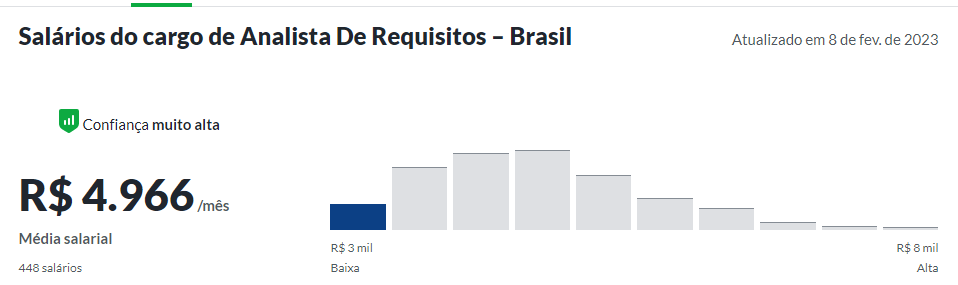 Salários do cargo de Analista De Requisitos – Brasil
Atualizado em 8 de fev. de 2023
Confiança muito alta
R$ 4.966 /mês
Média salarial
448 salários
R$ 3 mil
R$ 8 mil
Baixa
Alta